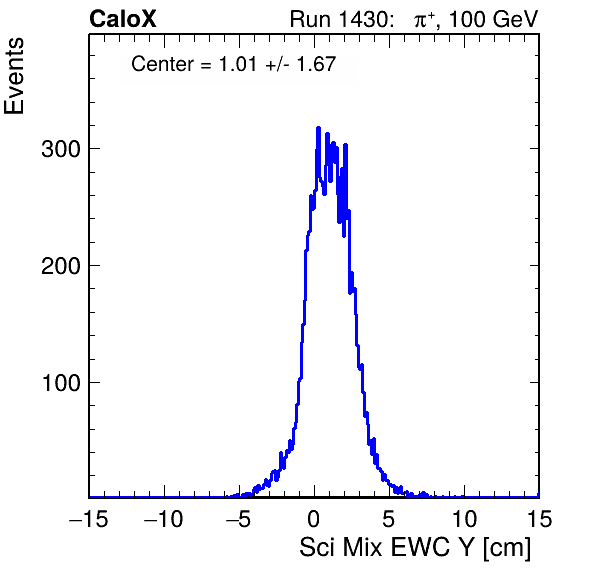 CaloX Run 1430: π⁺, 100 GeV
Center = 1.01 +/- 1.67
Events
300
200
100
−15 −10 −5 0 5 10 15
Sci Mix EWC Y [cm]